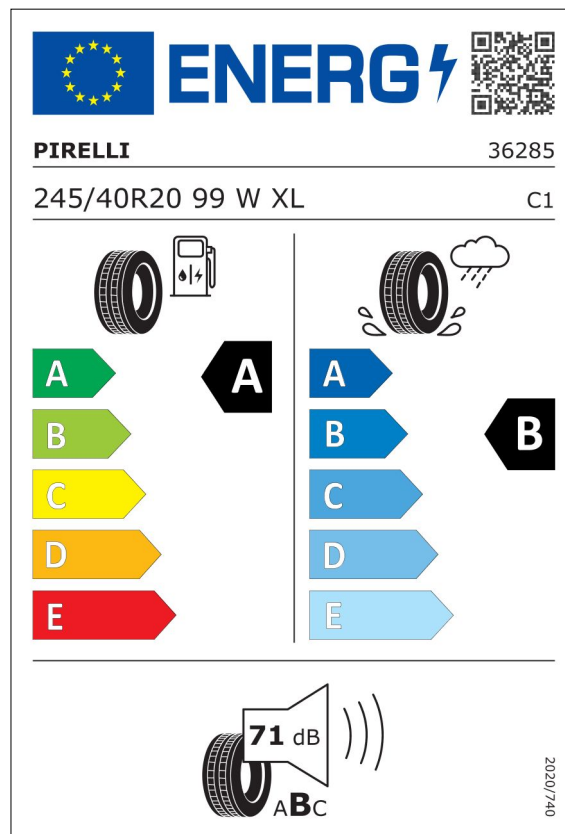 ENERG
PIRELLI 36285
245/40R20 99 W XL C1
A A A
B B B
C C
D D
E E
71 dB
ABC
2020/740